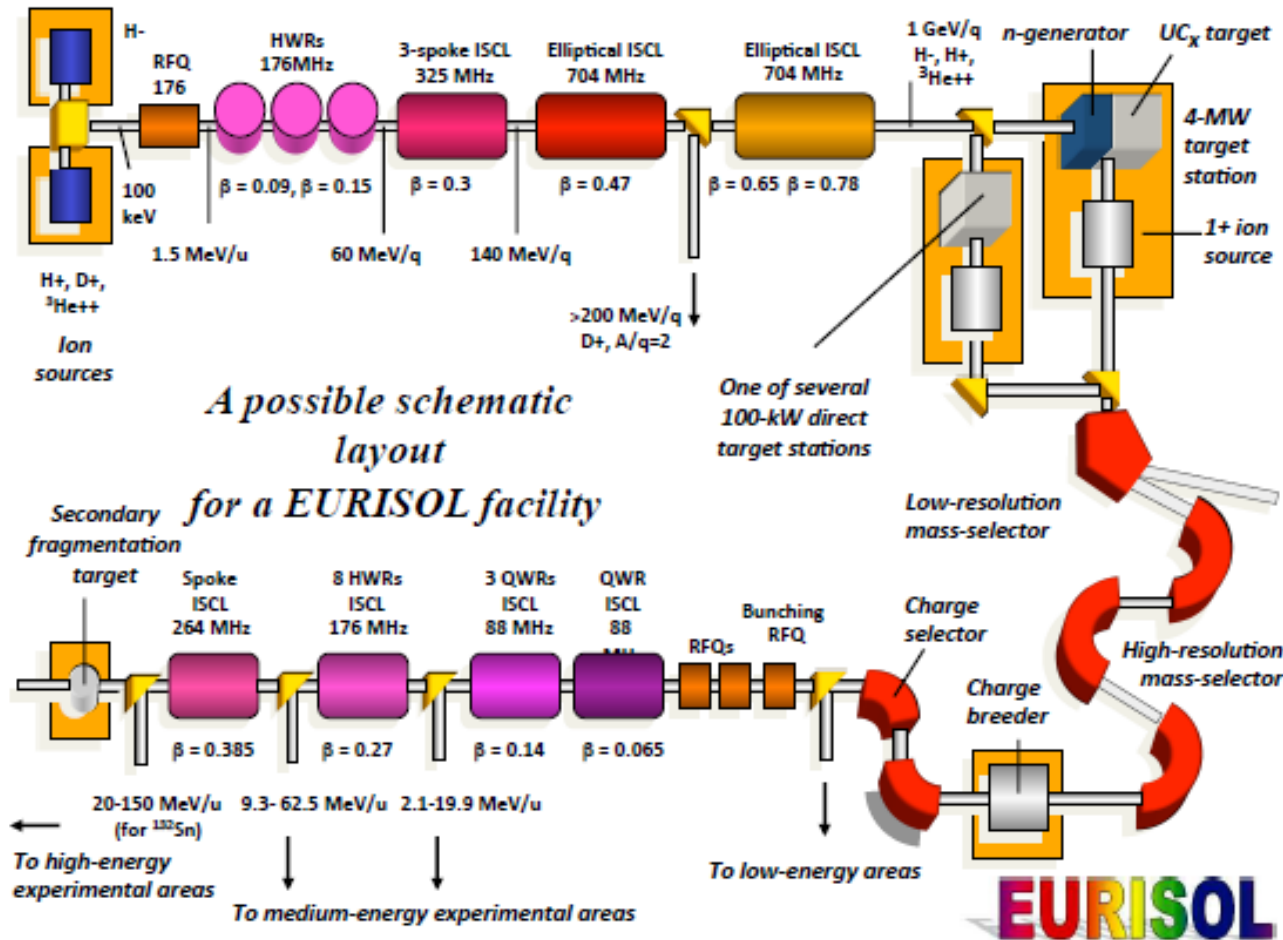 H-
RFQ
176
HWRs
176MHz
3-spoke ISCL
325 MHz
Elliptical ISCL
704 MHz
Elliptical ISCL
704 MHz
1 GeV/q
H-, H+,
³He++
n-generator
UCx target
4-MW
target
station
1+ ion
source
100
keV
β = 0.09, β = 0.15
β = 0.3
β = 0.47
β = 0.65 β = 0.78
1.5 MeV/u
60 MeV/q
140 MeV/q
H+, D+,
³He++
Ion
sources
>200 MeV/q
D+, A/q=2
One of several
100-kW direct
target stations
A possible schematic
layout
for a EURISOL facility
Low-resolution
mass-selector
Secondary
fragmentation
target
Spoke
ISCL
264 MHz
8 HWRs
ISCL
176 MHz
3 QWRs
ISCL
88 MHz
QWR
ISCL
88
RFQs
Bunching
RFQ
Charge
selector
High-resolution
mass-selector
Charge
breeder
β = 0.385
β = 0.27
β = 0.14
β = 0.065
20-150 MeV/u
(for ¹³²Sn)
9.3- 62.5 MeV/u
2.1-19.9 MeV/u
To high-energy
experimental areas
To medium-energy experimental areas
To low-energy areas
EURISOL